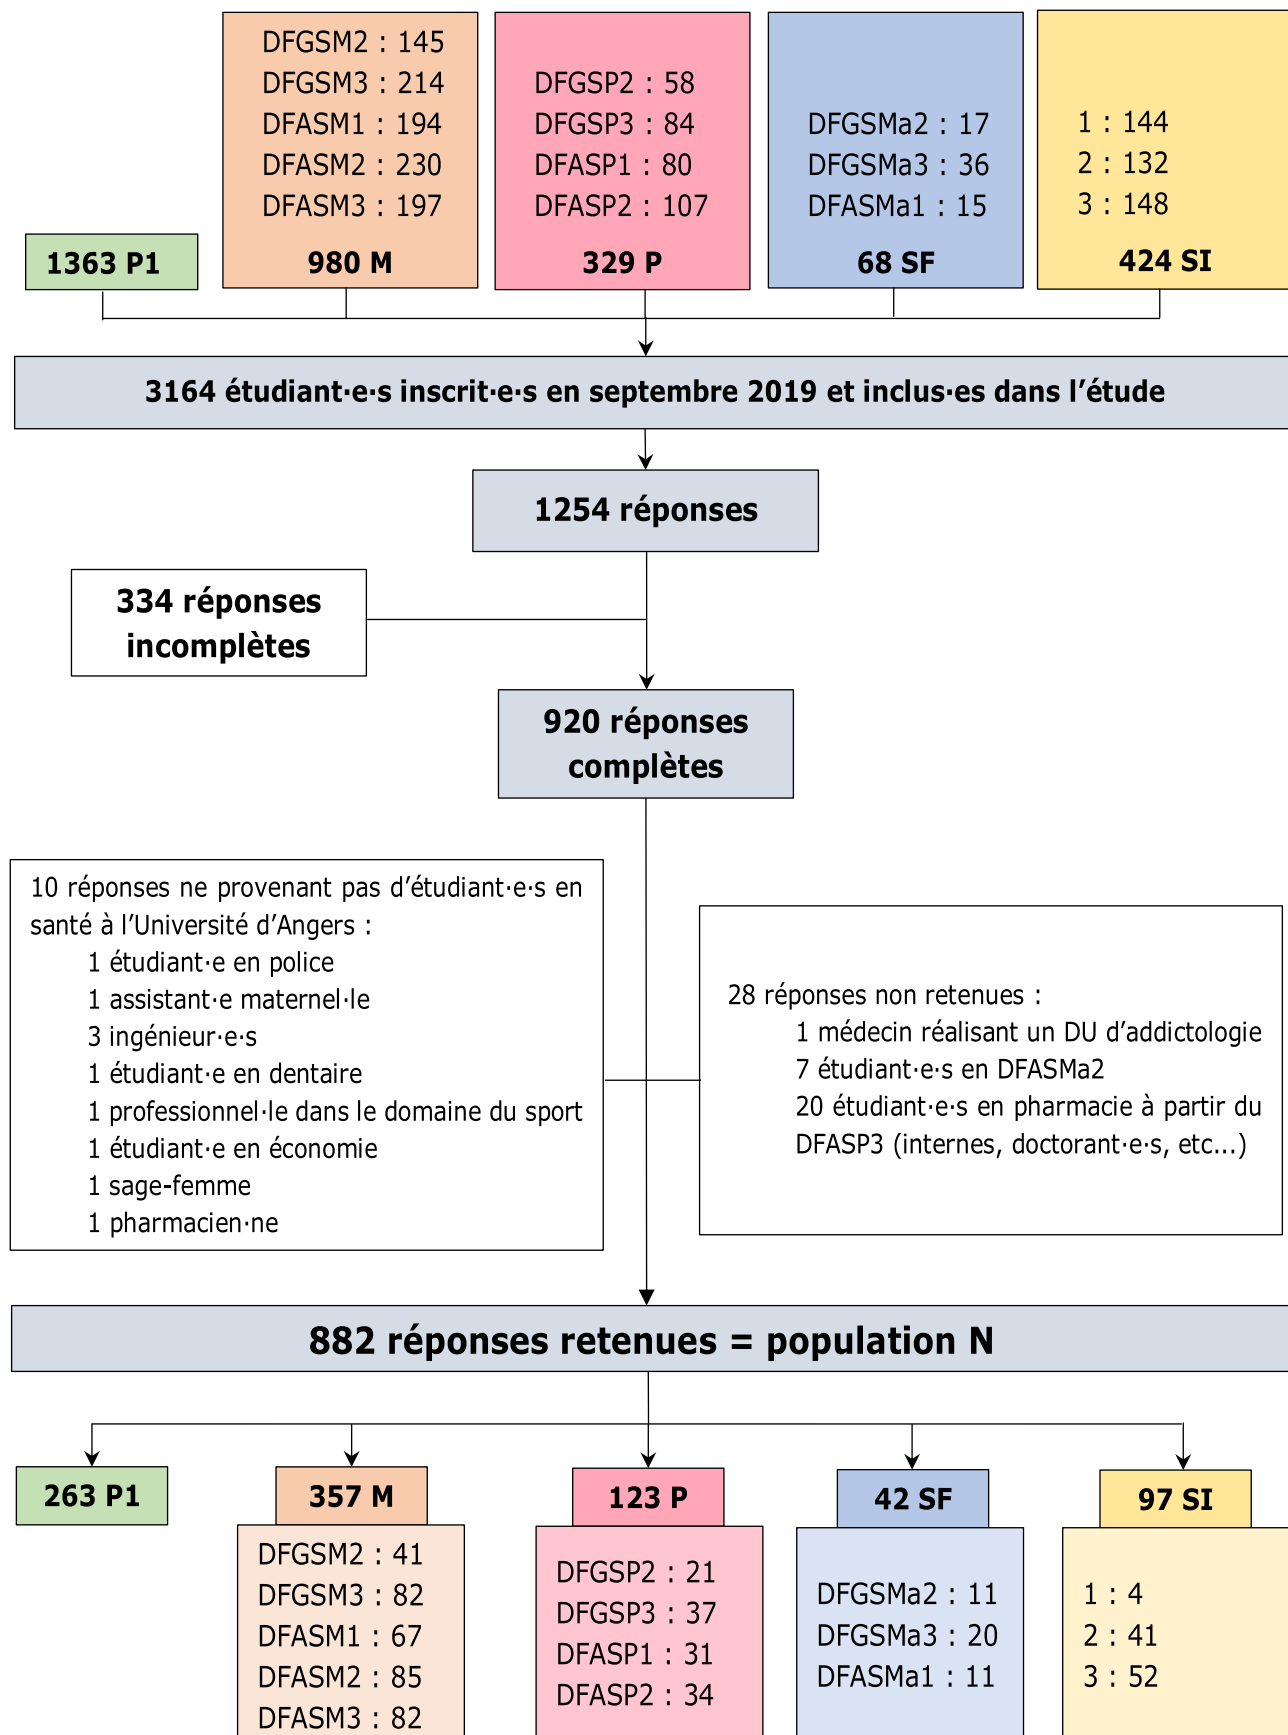 1363 P1
DFGSM2 : 145
DFGSM3 : 214
DFASM1 : 194
DFASM2 : 230
DFASM3 : 197
980 M
DFGSP2 : 58
DFGSP3 : 84
DFASP1 : 80
DFASP2 : 107
329 P
DFGSMa2 : 17
DFGSMa3 : 36
DFASMa1 : 15
68 SF
1 : 144
2 : 132
3 : 148
424 SI
3164 étudiant·e·s inscrit·e·s en septembre 2019 et inclus·es dans l’étude
1254 réponses
334 réponses
incomplètes
920 réponses
complètes
10 réponses ne provenant pas d’étudiant·e·s en
santé à l’Université d’Angers :
1 étudiant·e en police
1 assistant·e maternel·le
3 ingénieur·e·s
1 étudiant·e en dentaire
1 professionnel·le dans le domaine du sport
1 étudiant·e en économie
1 sage-femme
1 pharmacien·ne
28 réponses non retenues :
1 médecin réalisant un DU d’addictologie
7 étudiant·e·s en DFASMa2
20 étudiant·e·s en pharmacie à partir du
DFASP3 (internes, doctorant·e·s, etc...)
882 réponses retenues = population N
263 P1
357 M
DFGSM2 : 41
DFGSM3 : 82
DFASM1 : 67
DFASM2 : 85
DFASM3 : 82
123 P
DFGSP2 : 21
DFGSP3 : 37
DFASP1 : 31
DFASP2 : 34
42 SF
DFGSMa2 : 11
DFGSMa3 : 20
DFASMa1 : 11
97 SI
1 : 4
2 : 41
3 : 52